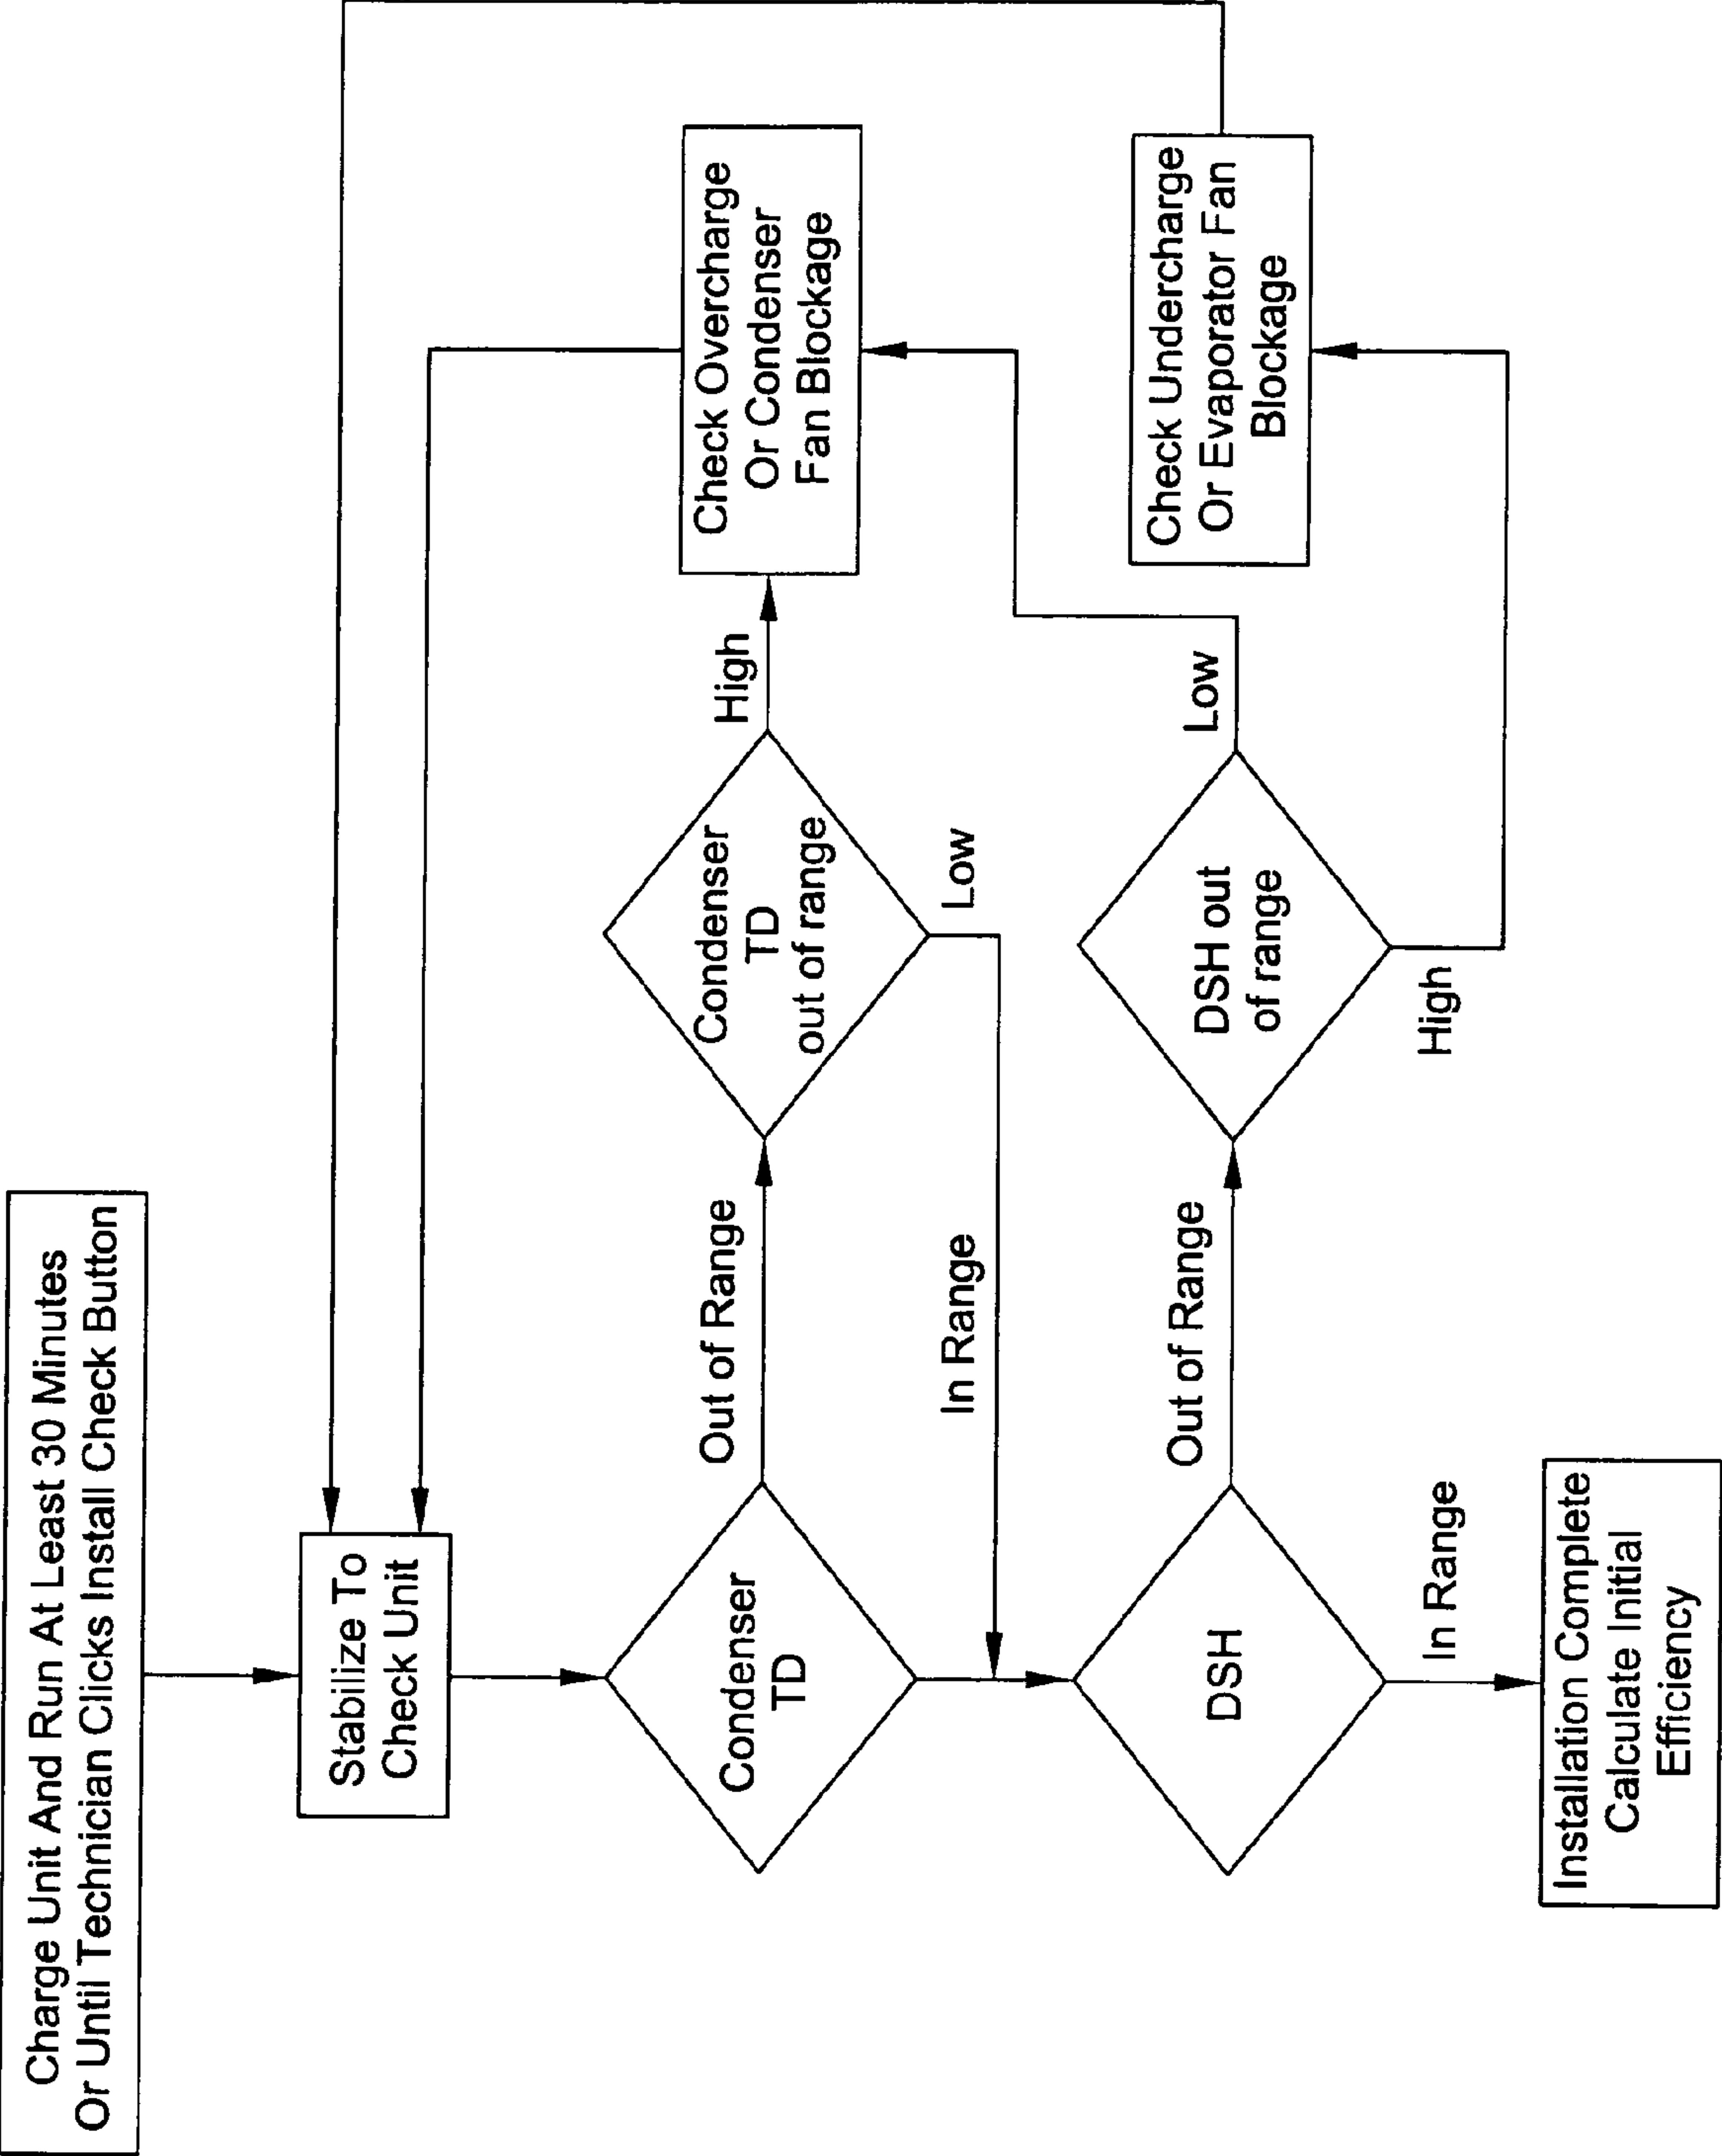 Charge Unit And Run At Least 30 Minutes
Or Until Technician Clicks Install Check Button
Stabilize To
Check Unit
Condenser
TD
Out of Range
Condenser
TD
out of range
High
Check Overcharge
Or Condenser
Fan Blockage
In Range
Low
DSH
Out of Range
DSH out
of range
Low
High
Check Undercharge
Or Evaporator Fan
Blockage
In Range
Installation Complete
Calculate Initial
Efficiency